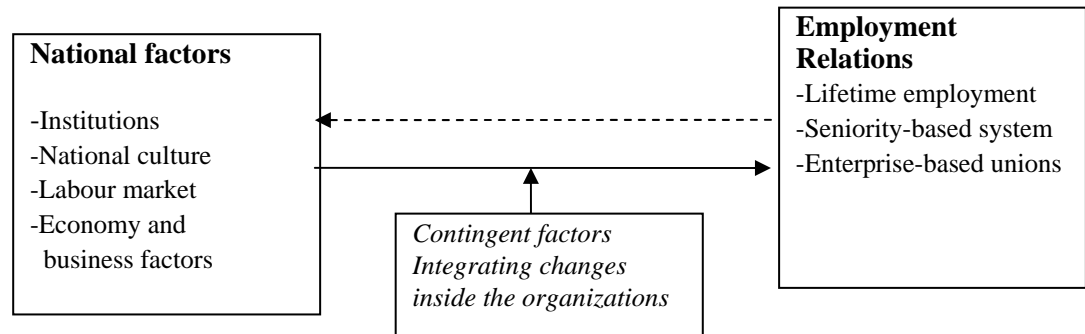 National factors
-Institutions
-National culture
-Labour market
-Economy and
business factors
Employment
Relations
-Lifetime employment
-Seniority-based system
-Enterprise-based unions
Contingent factors
Integrating changes
inside the organizations